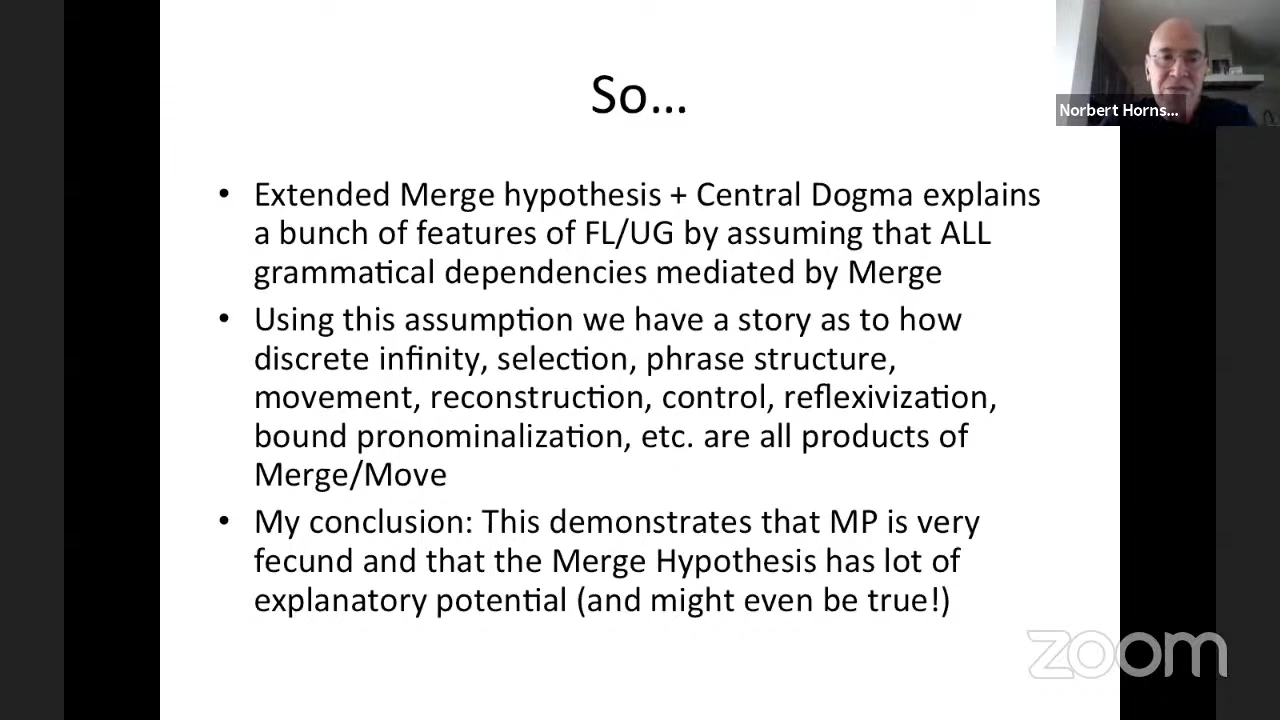 So…
• Extended Merge hypothesis + Central Dogma explains
a bunch of features of FL/UG by assuming that ALL
grammatical dependencies mediated by Merge
• Using this assumption we have a story as to how
discrete infinity, selection, phrase structure,
movement, reconstruction, control, reflexivization,
bound pronominalization, etc. are all products of
Merge/Move
• My conclusion: This demonstrates that MP is very
fecund and that the Merge Hypothesis has lot of
explanatory potential (and might even be true!)
Norbert Horns...
zoom